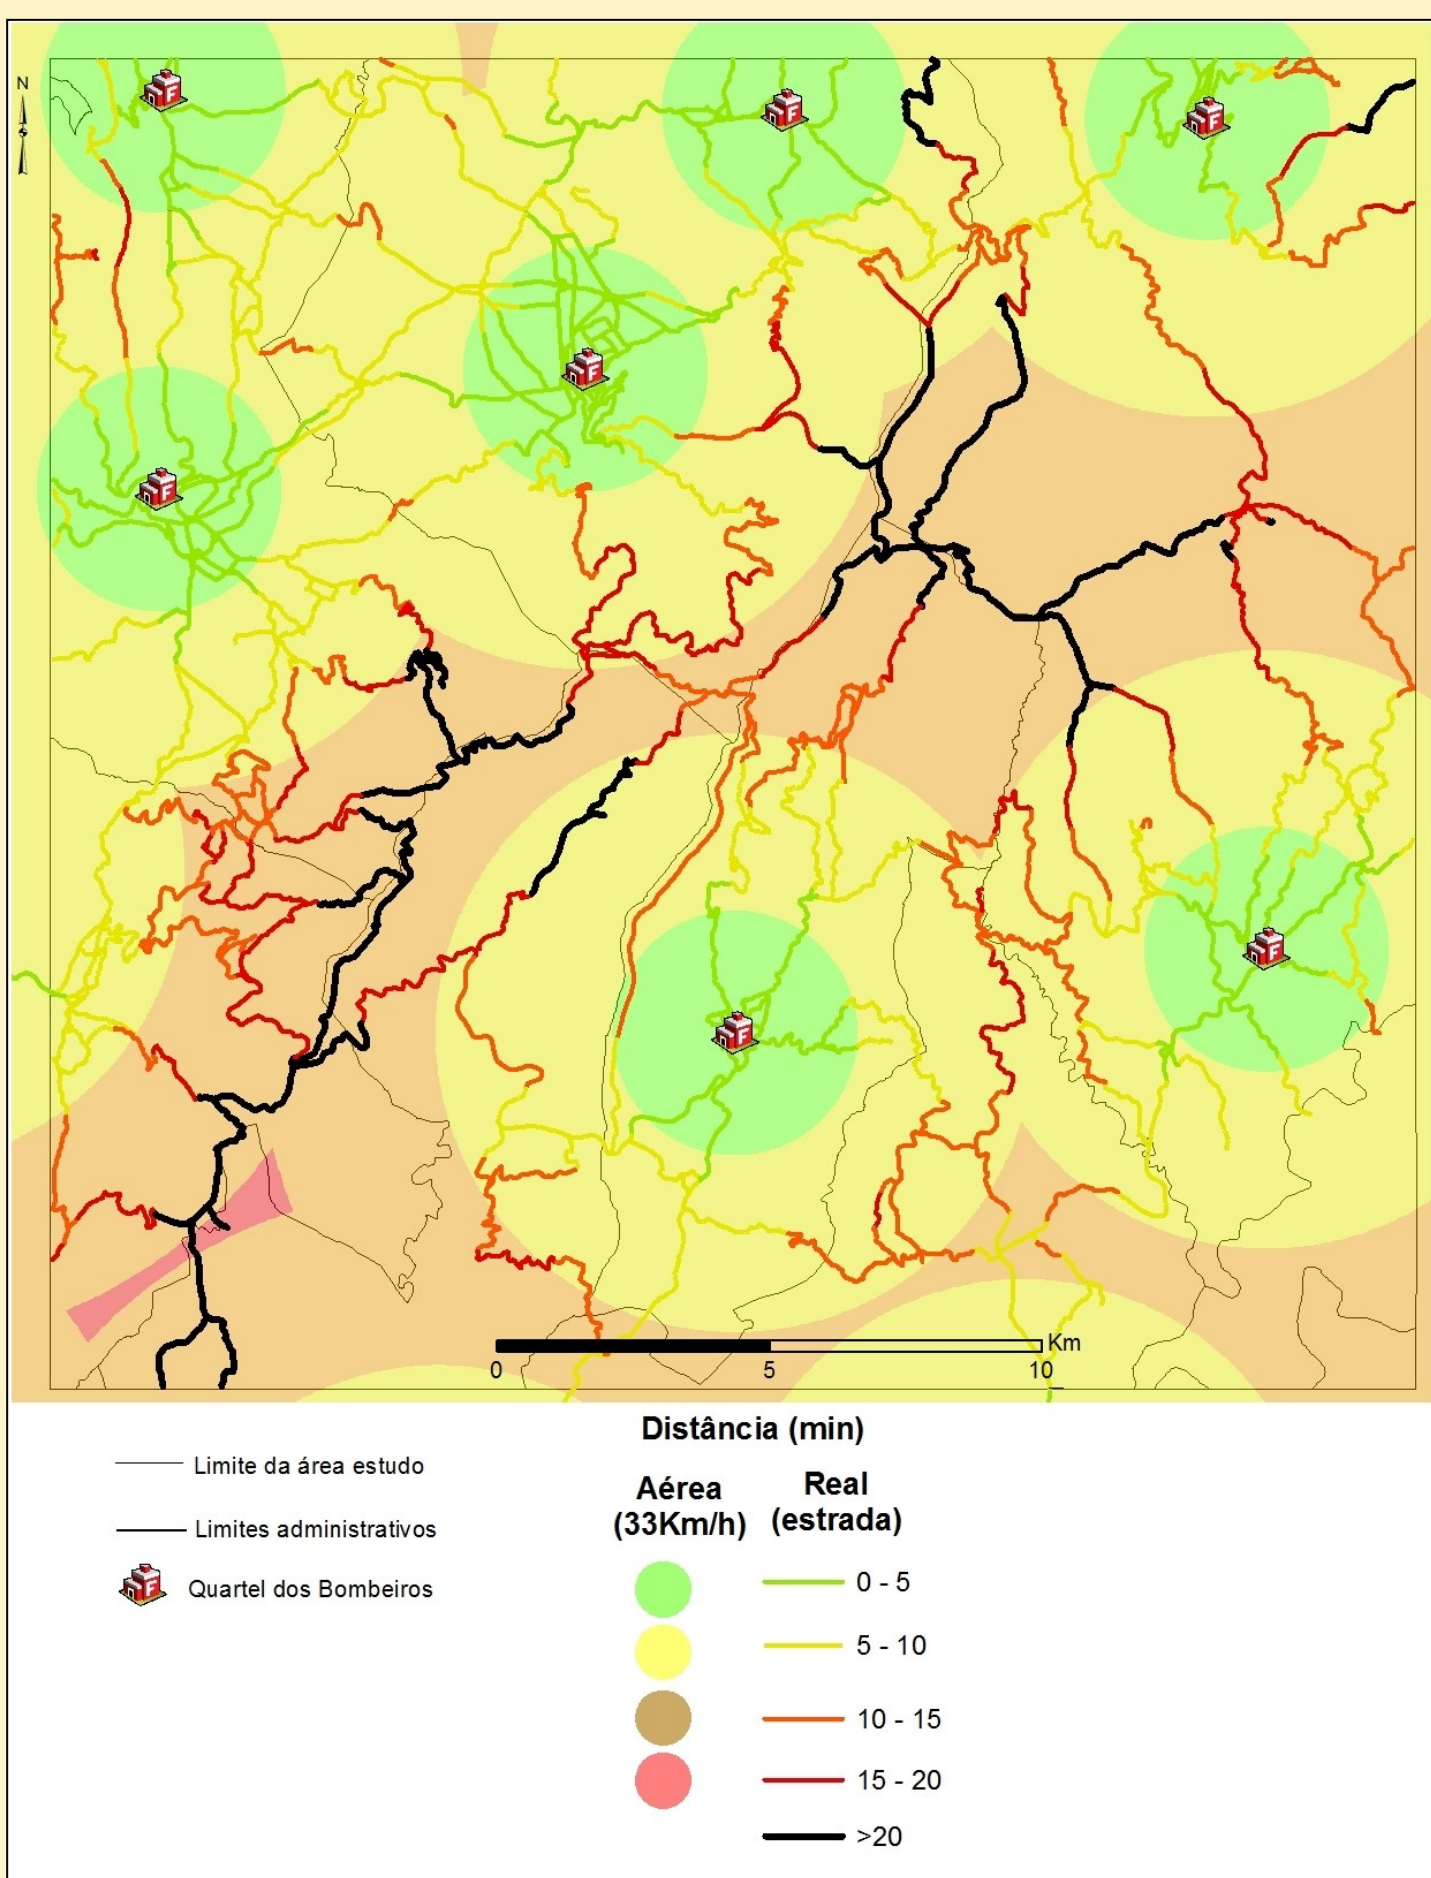 N
F
F
F
F
F
F
F
Km
0 5 10
Distância (min)
Limite da área estudo
Limites administrativos
F
Quartel dos Bombeiros
Aérea
(33Km/h)
Real
(estrada)
0 - 5
5 - 10
10 - 15
15 - 20
>20